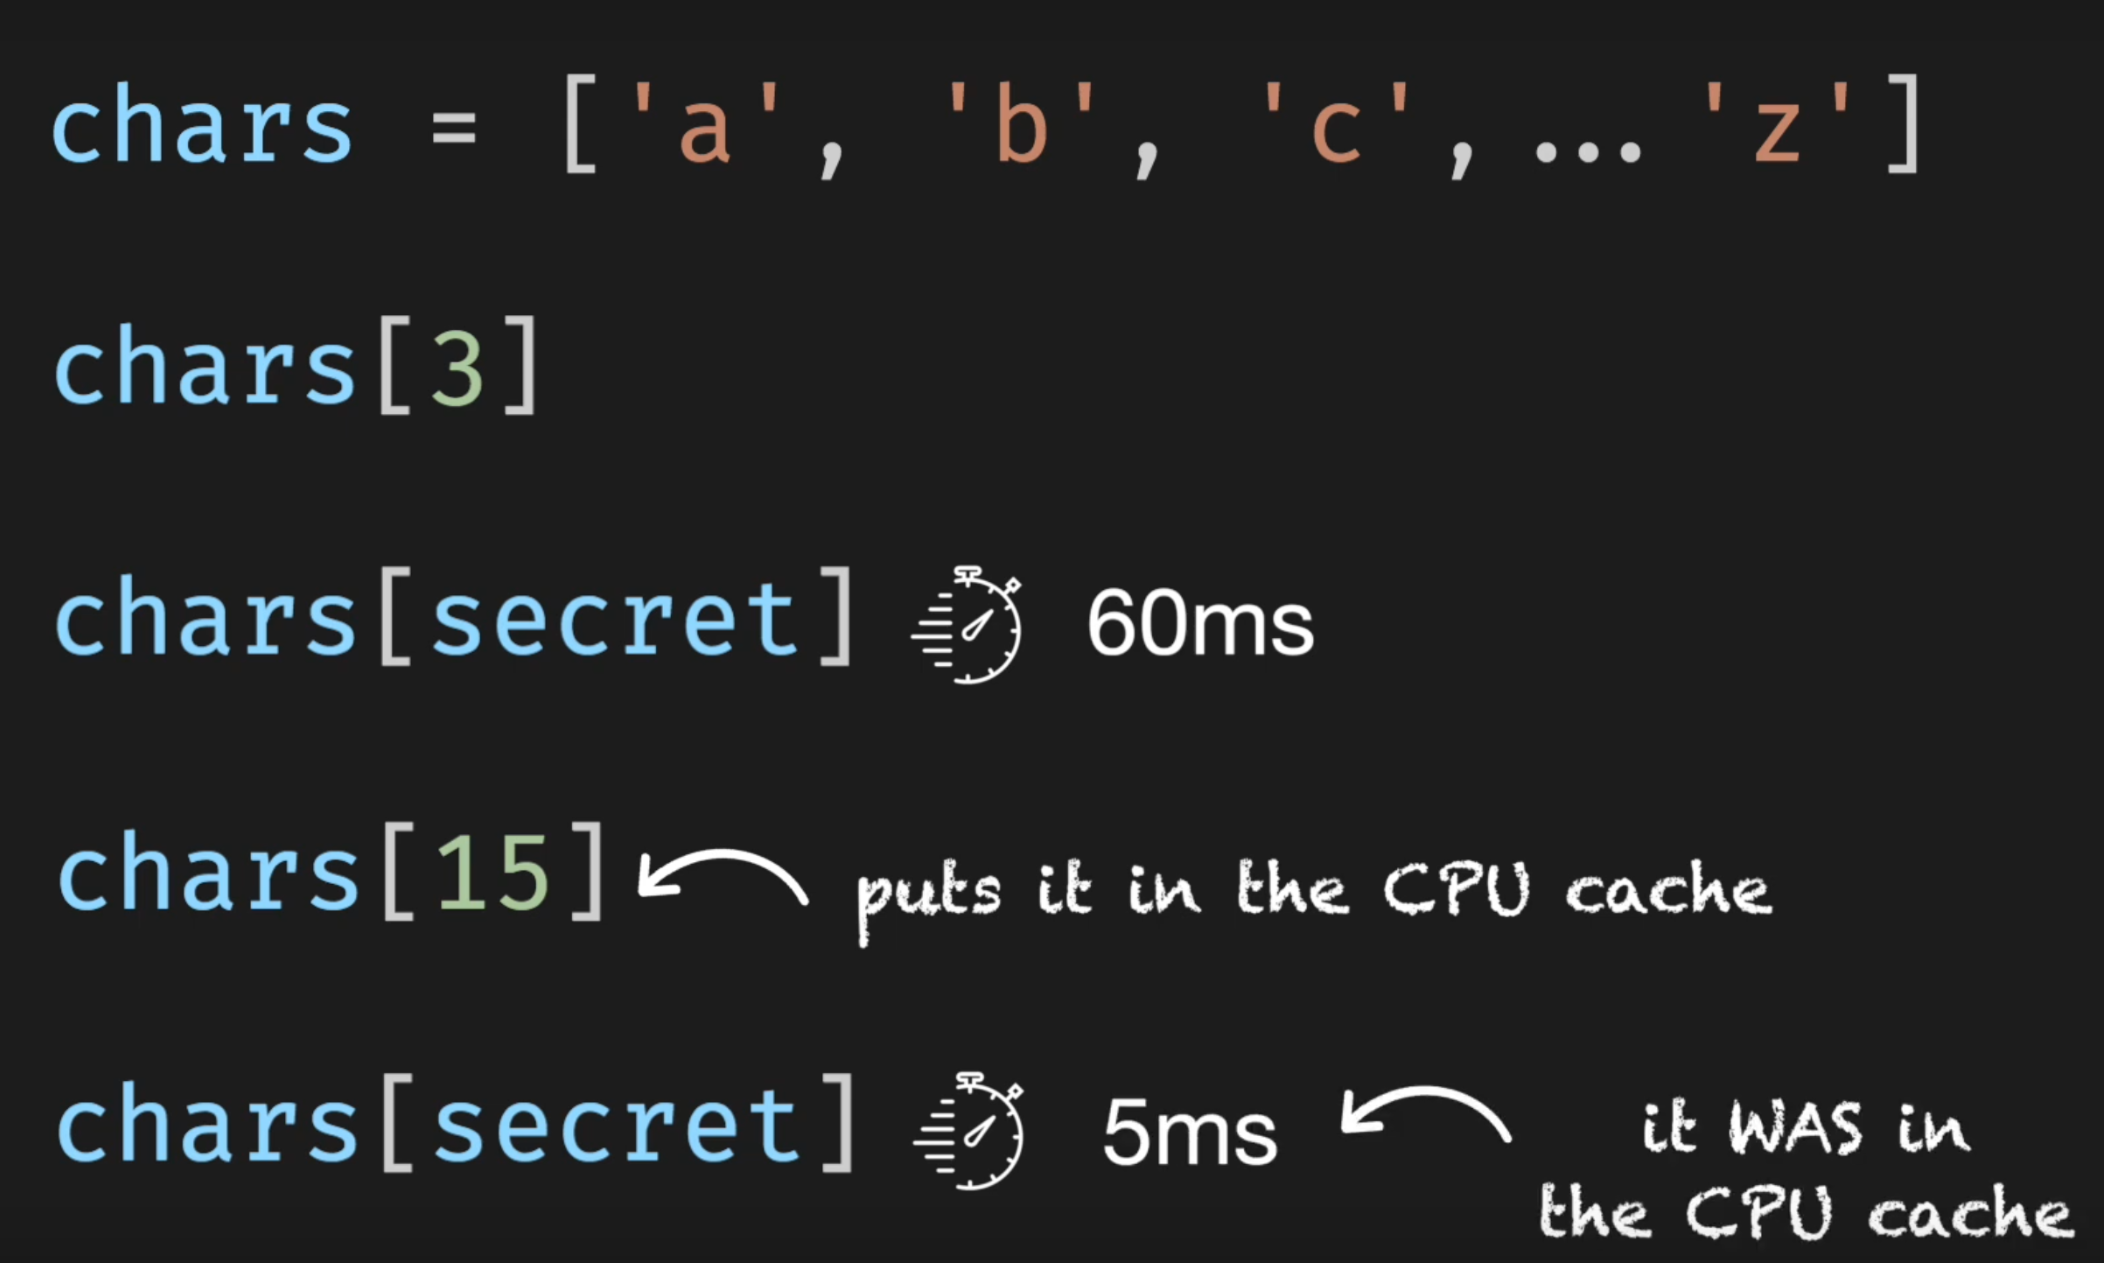 chars = ['a', 'b', 'c',... 'z']
chars[3]
chars[secret] 60ms
chars[15] puts it in the CPU cache
chars[secret] 5ms it WAS in
the CPU cache